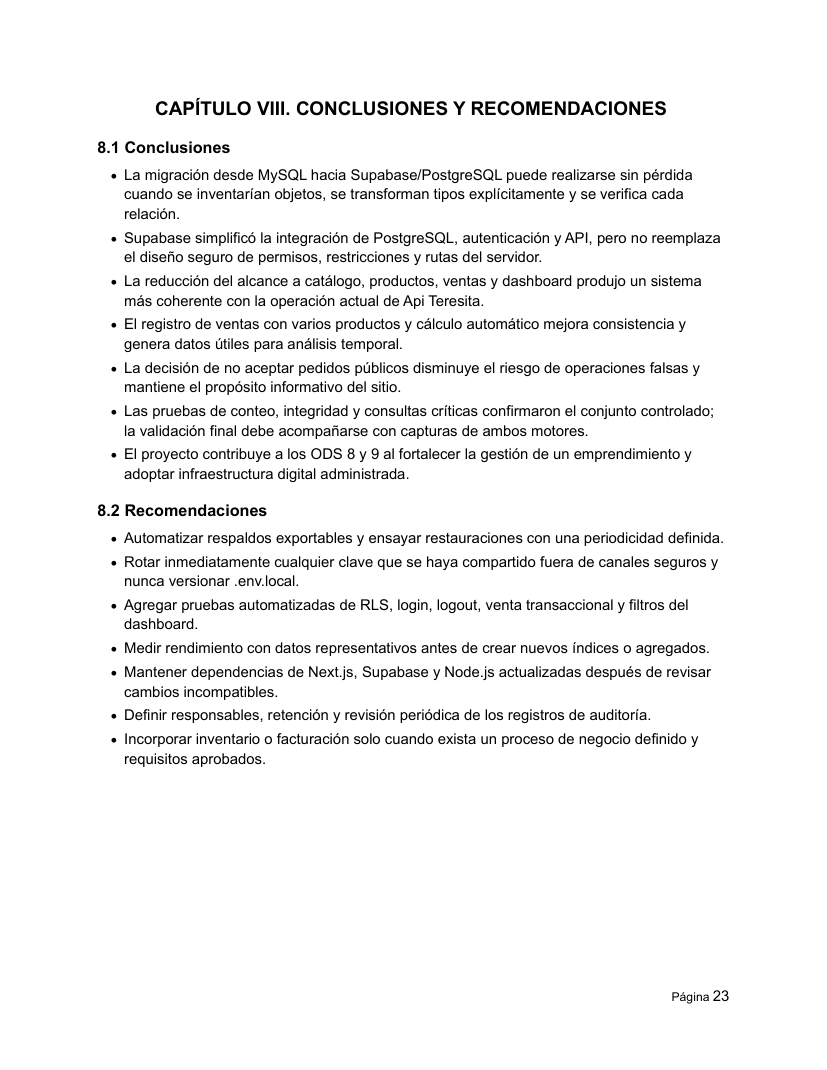 CAPÍTULO VIII. CONCLUSIONES Y RECOMENDACIONES
8.1 Conclusiones
• La migración desde MySQL hacia Supabase/PostgreSQL puede realizarse sin pérdida
cuando se inventarían objetos, se transforman tipos explícitamente y se verifica cada
relación.
• Supabase simplificó la integración de PostgreSQL, autenticación y API, pero no reemplaza
el diseño seguro de permisos, restricciones y rutas del servidor.
• La reducción del alcance a catálogo, productos, ventas y dashboard produjo un sistema
más coherente con la operación actual de Api Teresita.
• El registro de ventas con varios productos y cálculo automático mejora consistencia y
genera datos útiles para análisis temporal.
• La decisión de no aceptar pedidos públicos disminuye el riesgo de operaciones falsas y
mantiene el propósito informativo del sitio.
• Las pruebas de conteo, integridad y consultas críticas confirmaron el conjunto controlado;
la validación final debe acompañarse con capturas de ambos motores.
• El proyecto contribuye a los ODS 8 y 9 al fortalecer la gestión de un emprendimiento y
adoptar infraestructura digital administrada.
8.2 Recomendaciones
• Automatizar respaldos exportables y ensayar restauraciones con una periodicidad definida.
• Rotar inmediatamente cualquier clave que se haya compartido fuera de canales seguros y
nunca versionar .env.local.
• Agregar pruebas automatizadas de RLS, login, logout, venta transaccional y filtros del
dashboard.
• Medir rendimiento con datos representativos antes de crear nuevos índices o agregados.
• Mantener dependencias de Next.js, Supabase y Node.js actualizadas después de revisar
cambios incompatibles.
• Definir responsables, retención y revisión periódica de los registros de auditoría.
• Incorporar inventario o facturación solo cuando exista un proceso de negocio definido y
requisitos aprobados.
Página 23